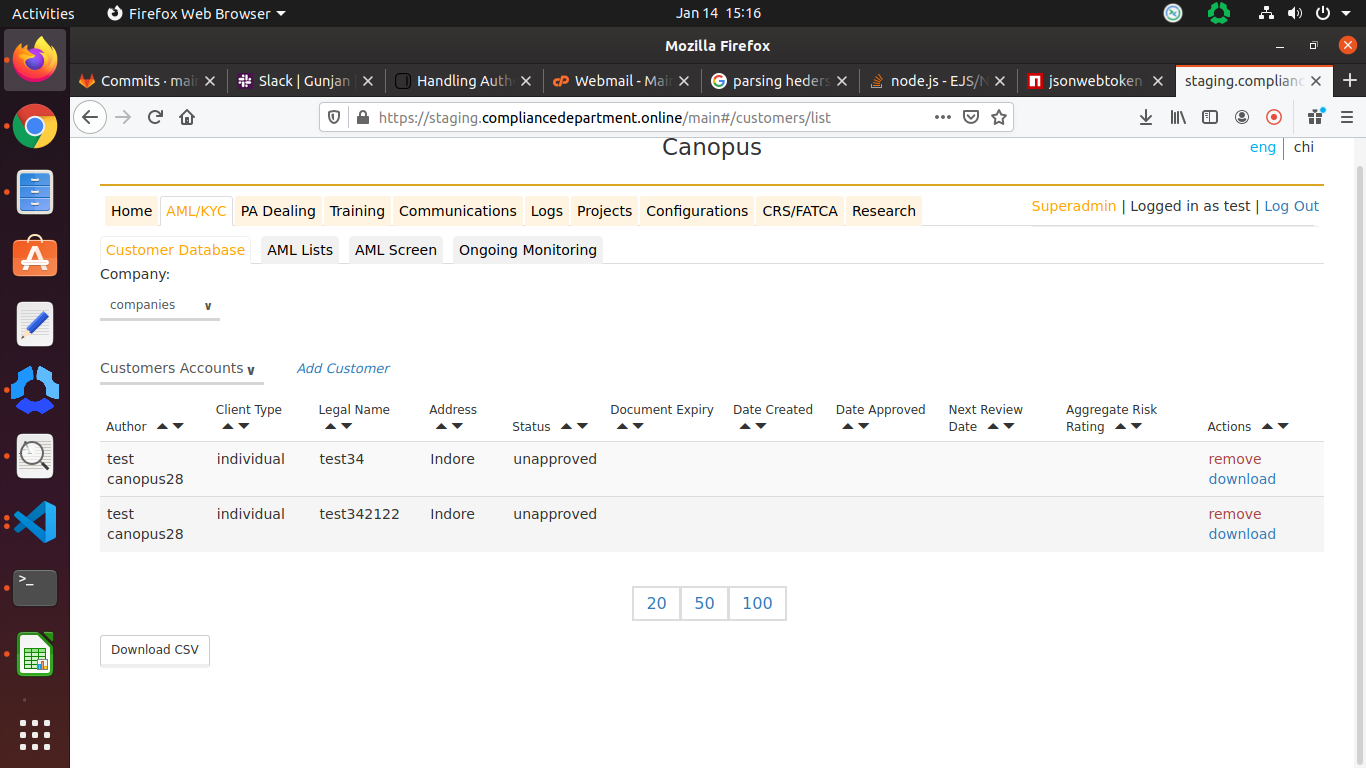 Activities Firefox Web Browser Jan 14 15:16
Mozilla Firefox
Commits · mai Slack | Gunjan Handling Auth Webmail - Mai parsing heders node.js - EJS/N jsonwebtoken staging.complianc
https://staging.compliancedepartment.online/main#/customers/list
Canopus
eng chi
Home AML/KYC PA Dealing Training Communications Logs Projects Configurations CRS/FATCA Research
Superadmin | Logged in as test | Log Out
Customer Database AML Lists AML Screen Ongoing Monitoring
Company:
companies
Customers Accounts Add Customer
Author Client Type Legal Name Address Status Document Expiry Date Created Date Approved Next Review Date Aggregate Risk Rating Actions
test canopus28 individual test34 Indore unapproved remove download
test canopus28 individual test342122 Indore unapproved remove download
20 50 100
Download CSV